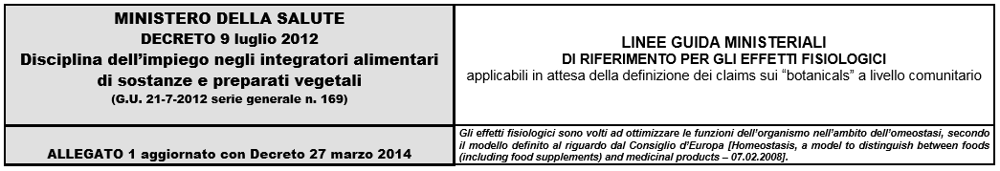 MINISTERO DELLA SALUTE
DECRETO 9 luglio 2012
Disciplina dell’impiego negli integratori alimentari
di sostanze e preparati vegetali
(G.U. 21-7-2012 serie generale n. 169)
LINEE GUIDA MINISTERIALI
DI RIFERIMENTO PER GLI EFFETTI FISIOLOGICI
applicabili in attesa della definizione dei claims sui “botanicals” a livello comunitario
ALLEGATO 1 aggiornato con Decreto 27 marzo 2014
Gli effetti fisiologici sono volti ad ottimizzare le funzioni dell’organismo nell’ambito dell’omeostasi, secondo
il modello definito al riguardo dal Consiglio d’Europa [Homeostasis, a model to distinguish between foods
(including food supplements) and medicinal products – 07.02.2008].